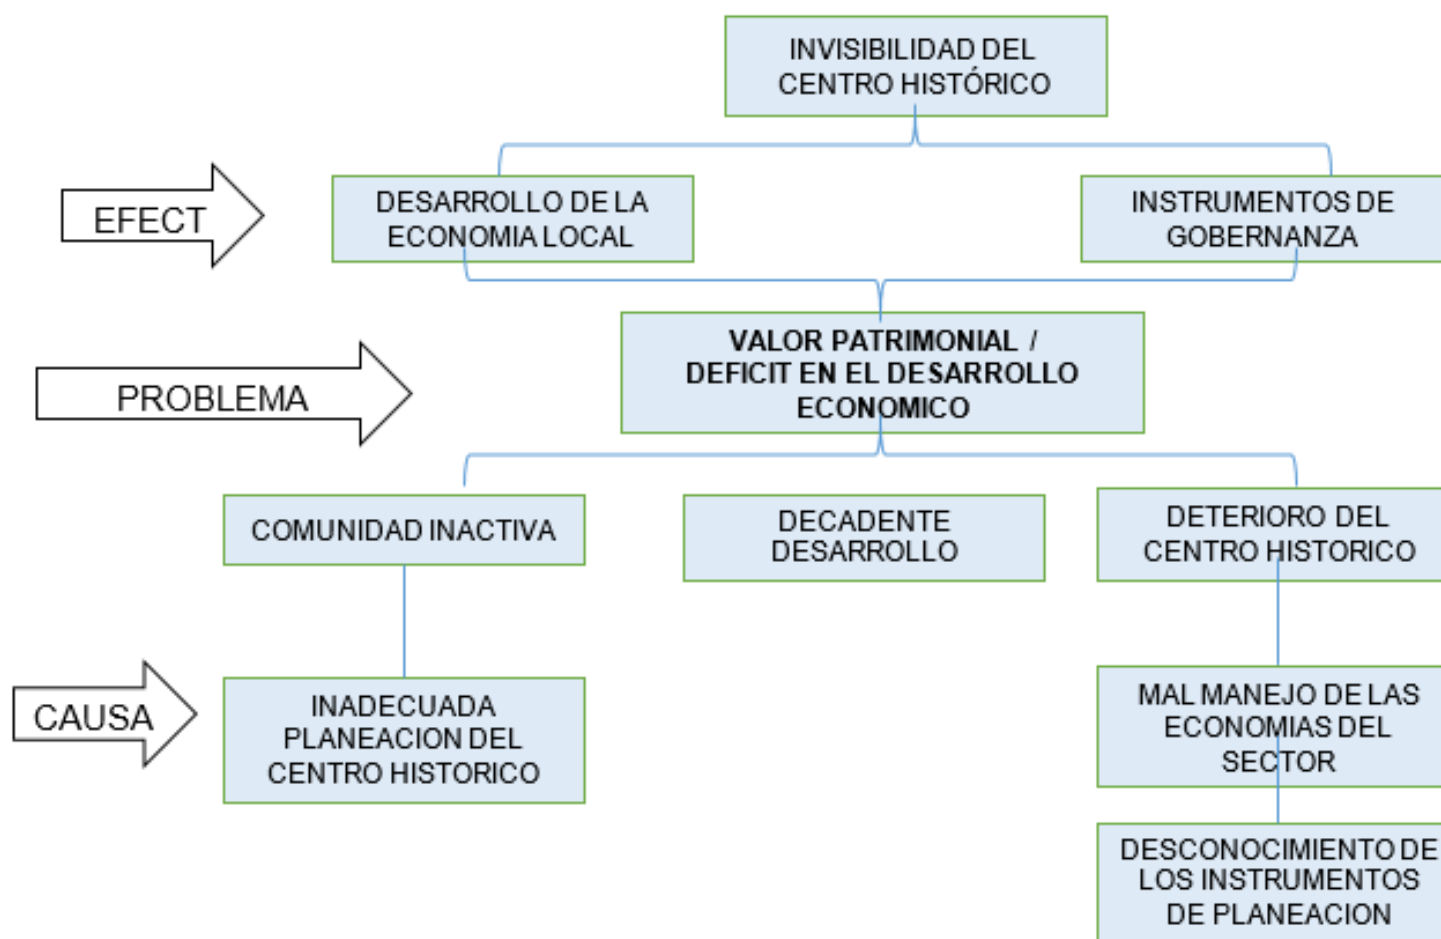 INVISIBILIDAD DEL
CENTRO HISTÓRICO
EFECT
DESARROLLO DE LA
ECONOMIA LOCAL
INSTRUMENTOS DE
GOBERNANZA
PROBLEMA
VALOR PATRIMONIAL /
DEFICIT EN EL DESARROLLO
ECONOMICO
COMUNIDAD INACTIVA
DECADENTE
DESARROLLO
DETERIORO DEL
CENTRO HISTORICO
CAUSA
INADECUADA
PLANEACION DEL
CENTRO HISTORICO
MAL MANEJO DE LAS
ECONOMIAS DEL
SECTOR
DESCONOCIMIENTO DE
LOS INSTRUMENTOS
DE PLANEACION